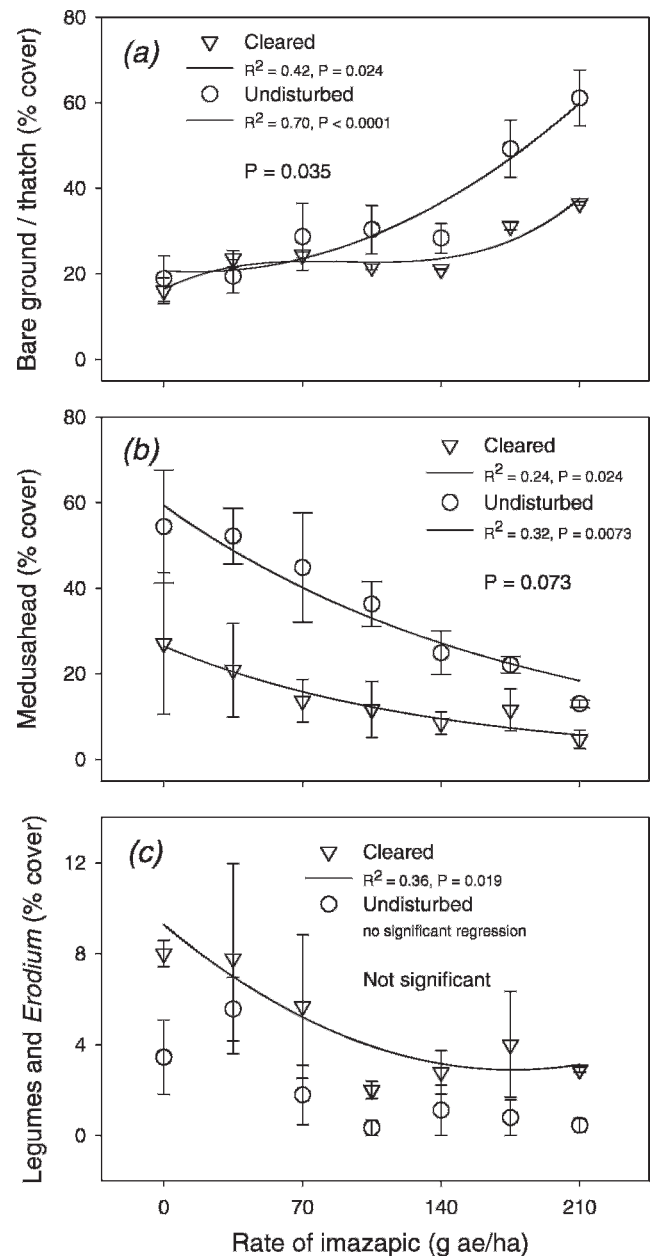 Bare ground / thatch (% cover)
80
60
40
20
0
(a)
Cleared
R² = 0.42, P = 0.024
Undisturbed
R² = 0.70, P < 0.0001
P = 0.035
Medusahead (% cover)
80
60
40
20
0
(b)
Cleared
R² = 0.24, P = 0.024
Undisturbed
R² = 0.32, P = 0.0073
P = 0.073
Legumes and Erodium (% cover)
12
8
4
0
(c)
Cleared
R² = 0.36, P = 0.019
Undisturbed
no significant regression
Not significant
0 70 140 210
Rate of imazapic (g ae/ha)